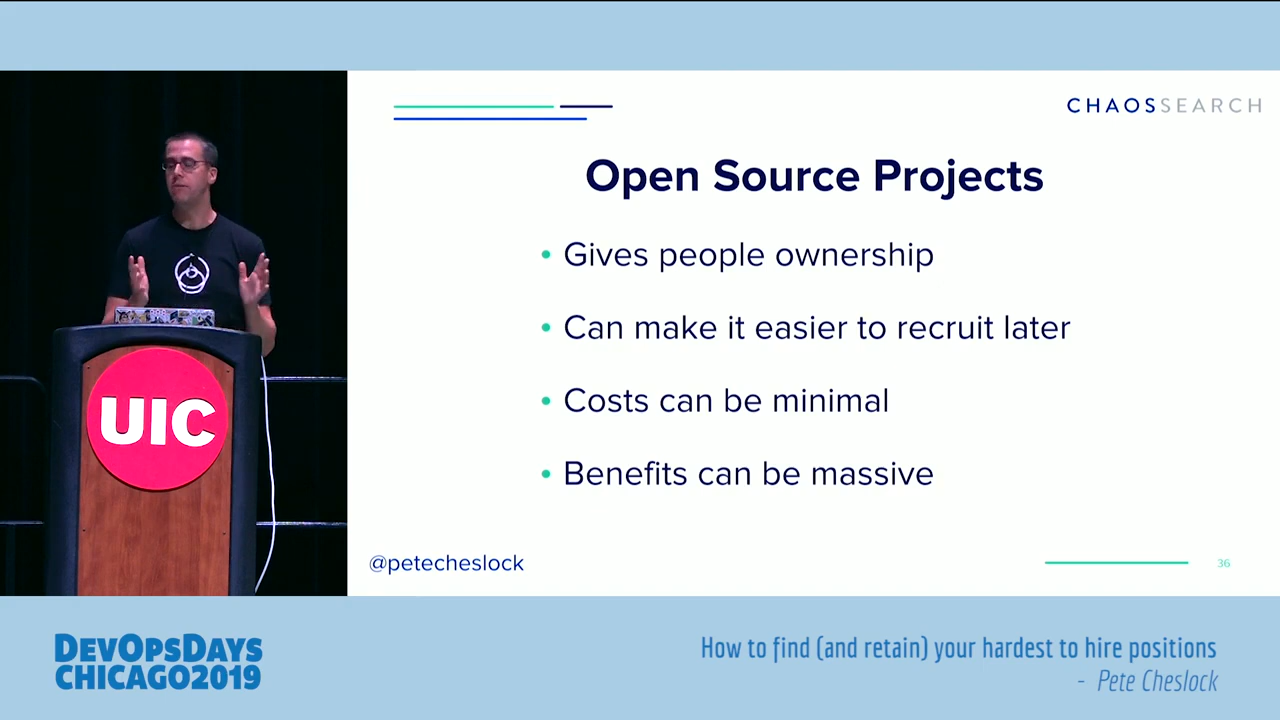 CHAOSSEARCH
Open Source Projects
• Gives people ownership
• Can make it easier to recruit later
• Costs can be minimal
• Benefits can be massive
UIC
@petecheslock
36
DEVOPSDAYS
CHICAGO2019
How to find (and retain) your hardest to hire positions
- Pete Cheslock